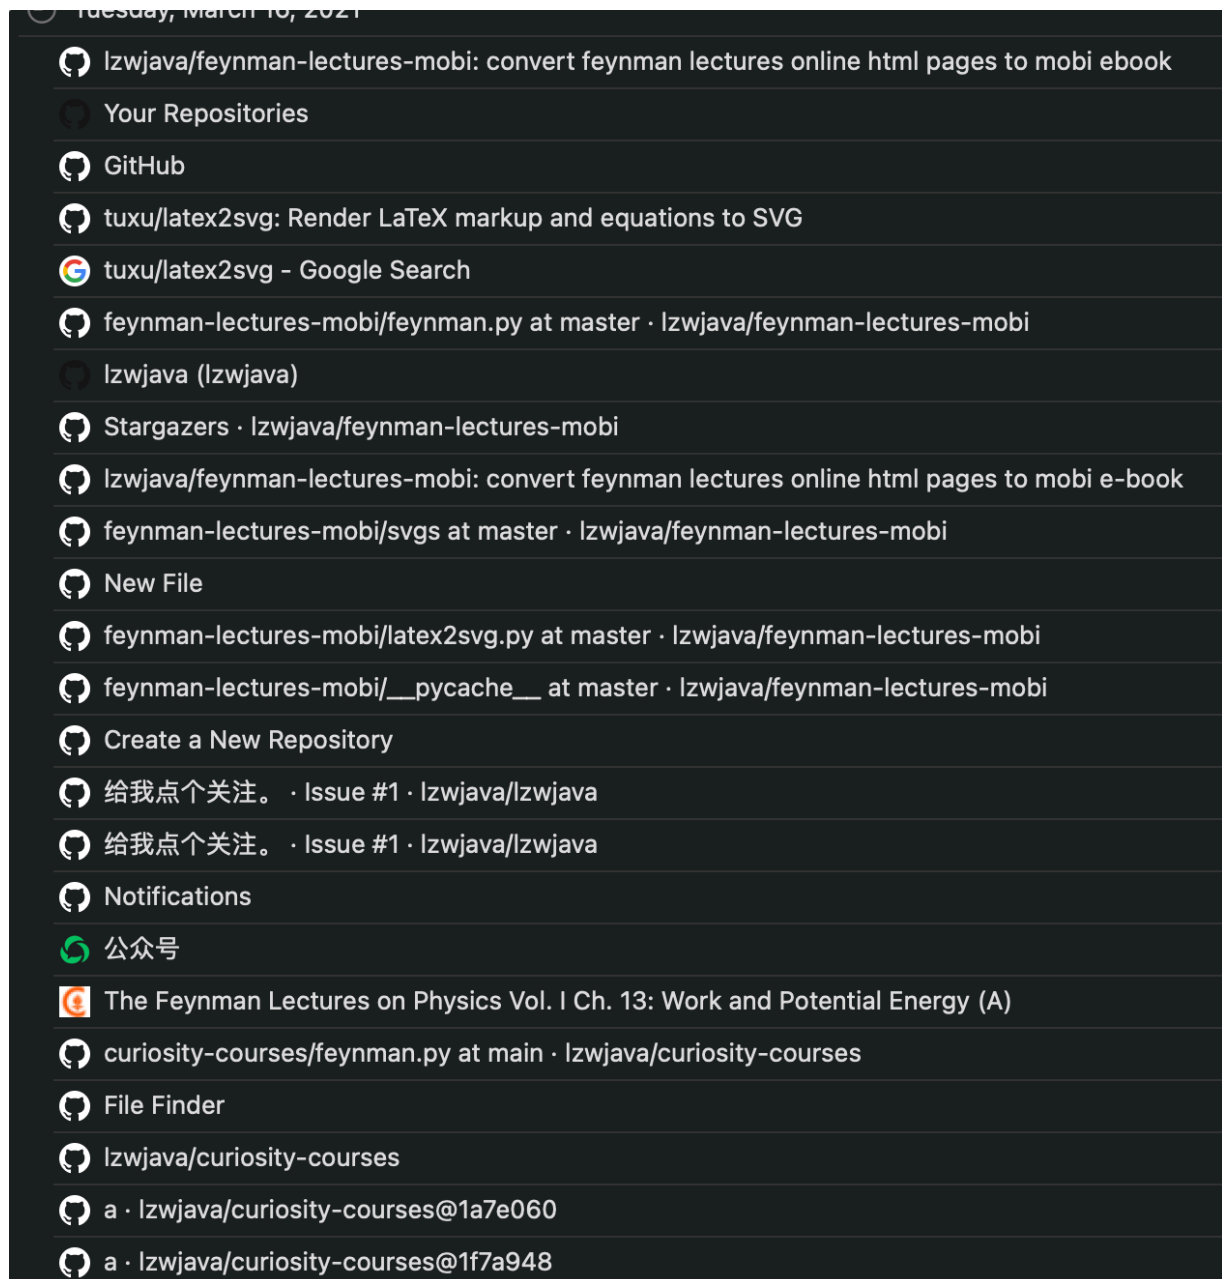 Tuesday, March 16, 2021
lzwjava/feynman-lectures-mobi: convert feynman lectures online html pages to mobi ebook
Your Repositories
GitHub
tuxu/latex2svg: Render LaTeX markup and equations to SVG
tuxu/latex2svg - Google Search
feynman-lectures-mobi/feynman.py at master · lzwjava/feynman-lectures-mobi
lzwjava (lzwjava)
Stargazers · lzwjava/feynman-lectures-mobi
lzwjava/feynman-lectures-mobi: convert feynman lectures online html pages to mobi e-book
feynman-lectures-mobi/svgs at master · lzwjava/feynman-lectures-mobi
New File
feynman-lectures-mobi/latex2svg.py at master · lzwjava/feynman-lectures-mobi
feynman-lectures-mobi/__pycache__ at master · lzwjava/feynman-lectures-mobi
Create a New Repository
给我点个关注。 · Issue #1 · lzwjava/lzwjava
给我点个关注。 · Issue #1 · lzwjava/lzwjava
Notifications
公众号
The Feynman Lectures on Physics Vol. I Ch. 13: Work and Potential Energy (A)
curiosity-courses/feynman.py at main · lzwjava/curiosity-courses
File Finder
lzwjava/curiosity-courses
a · lzwjava/curiosity-courses@1a7e060
a · lzwjava/curiosity-courses@1f7a948